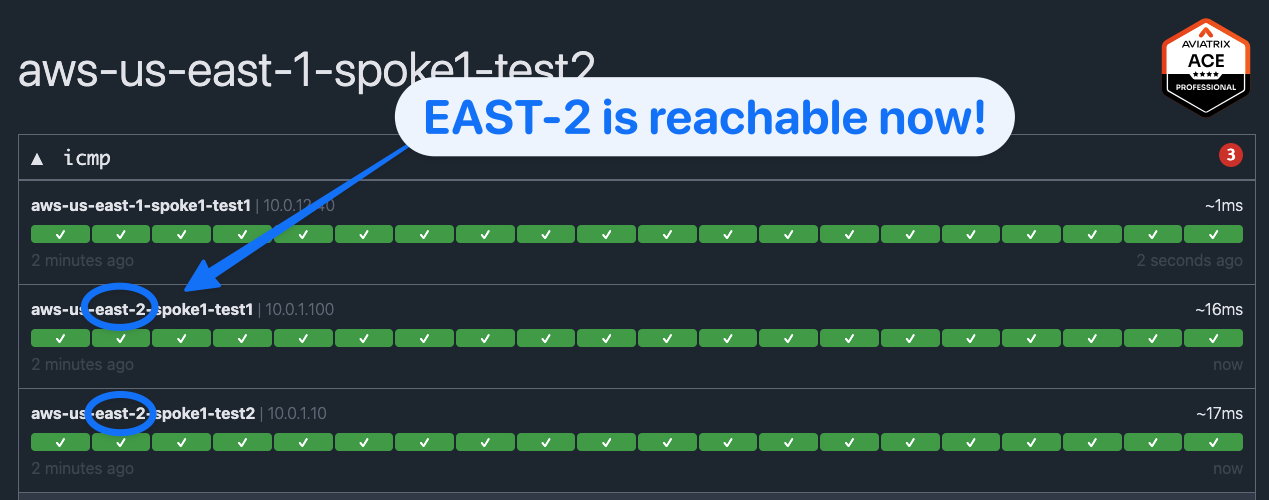 aws-us-east-1-spoke1-test2
AVIATRIX
ACE
PROFESSIONAL
EAST-2 is reachable now!
▲ icmp 3
aws-us-east-1-spoke1-test1 | 10.0.12.40 ~1ms
✓ ✓ ✓ ✓ ✓ ✓ ✓ ✓ ✓ ✓ ✓ ✓ ✓ ✓ ✓ ✓ ✓ ✓ ✓ ✓
2 minutes ago 2 seconds ago
aws-us-east-2-spoke1-test1 | 10.0.1.100 ~16ms
✓ ✓ ✓ ✓ ✓ ✓ ✓ ✓ ✓ ✓ ✓ ✓ ✓ ✓ ✓ ✓ ✓ ✓ ✓ ✓
2 minutes ago now
aws-us-east-2-spoke1-test2 | 10.0.1.10 ~17ms
✓ ✓ ✓ ✓ ✓ ✓ ✓ ✓ ✓ ✓ ✓ ✓ ✓ ✓ ✓ ✓ ✓ ✓ ✓ ✓
2 minutes ago now